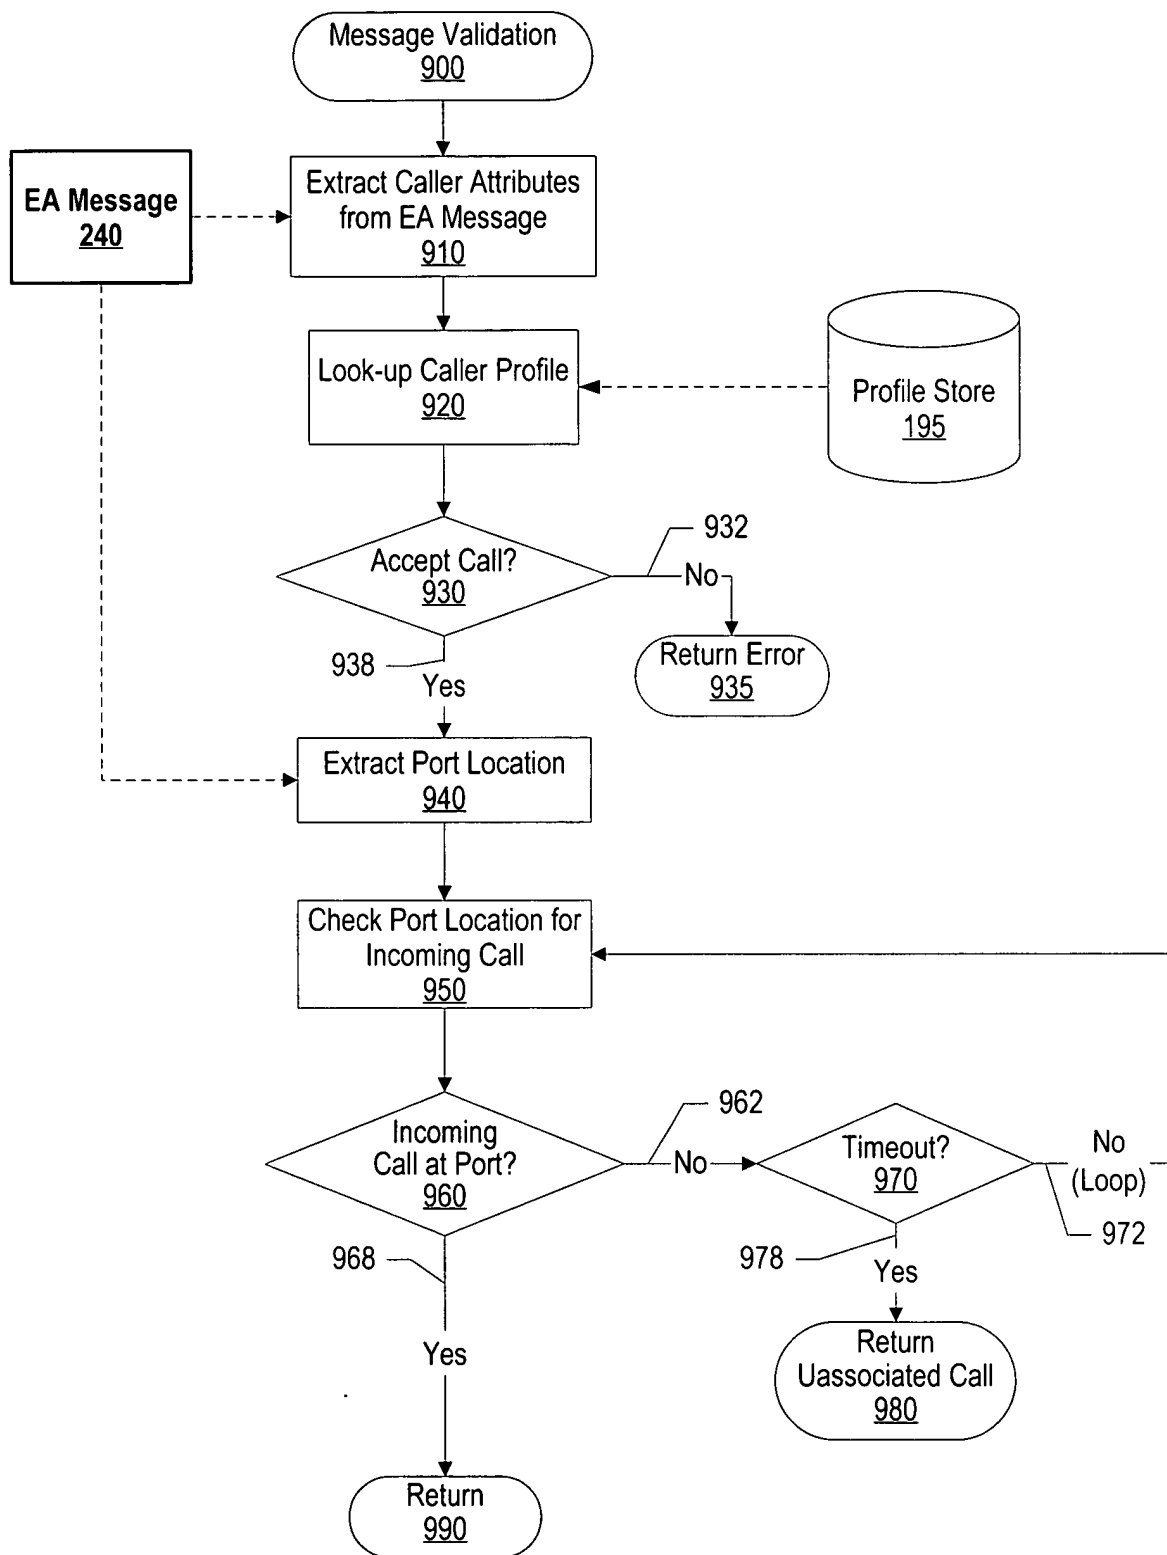 Message Validation
900
EA Message
240
Extract Caller Attributes
from EA Message
910
Look-up Caller Profile
920
Profile Store
195
Accept Call?
930
932
No
Return Error
935
938
Yes
Extract Port Location
940
Check Port Location for
Incoming Call
950
Incoming
Call at Port?
960
962
No
Timeout?
970
No
(Loop)
972
968
Yes
978
Yes
Return
Uassociated Call
980
Return
990